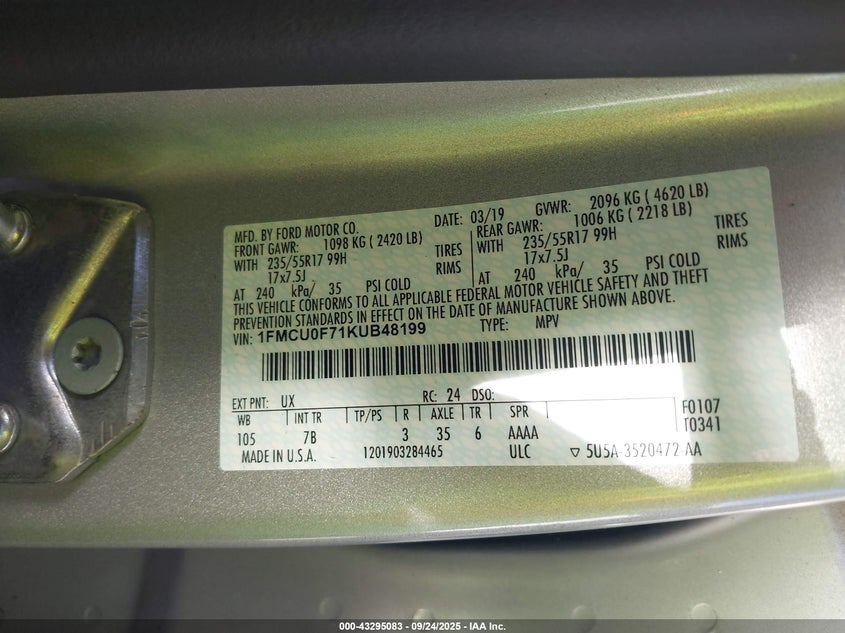 MFD. BY FORD MOTOR CO. DATE: 03/19 GVWR: 2096 KG ( 4620 LB)
FRONT GAWR: 1098 KG ( 2420 LB) REAR GAWR: 1006 KG ( 2218 LB)
WITH 235/55R17 99H TIRES WITH 235/55R17 99H TIRES
17x7.5J RIMS 17x7.5J RIMS
AT 240 kPa/ 35 PSI COLD AT 240 kPa/ 35 PSI COLD
THIS VEHICLE CONFORMS TO ALL APPLICABLE FEDERAL MOTOR VEHICLE SAFETY AND THEFT
PREVENTION STANDARDS IN EFFECT ON THE DATE OF MANUFACTURE SHOWN ABOVE.
VIN: 1FMCU0F71KUB48199 TYPE: MPV
EXT PNT: UX RC: 24 DSO:
WB INT TR TP/PS R AXLE TR SPR F0107
105 7B 3 35 6 AAAA T0341
MADE IN U.S.A. 1201903284465 ULC ▽ 5U5A-3520472-AA
000-43295083 - 09/24/2025 - IAA Inc.